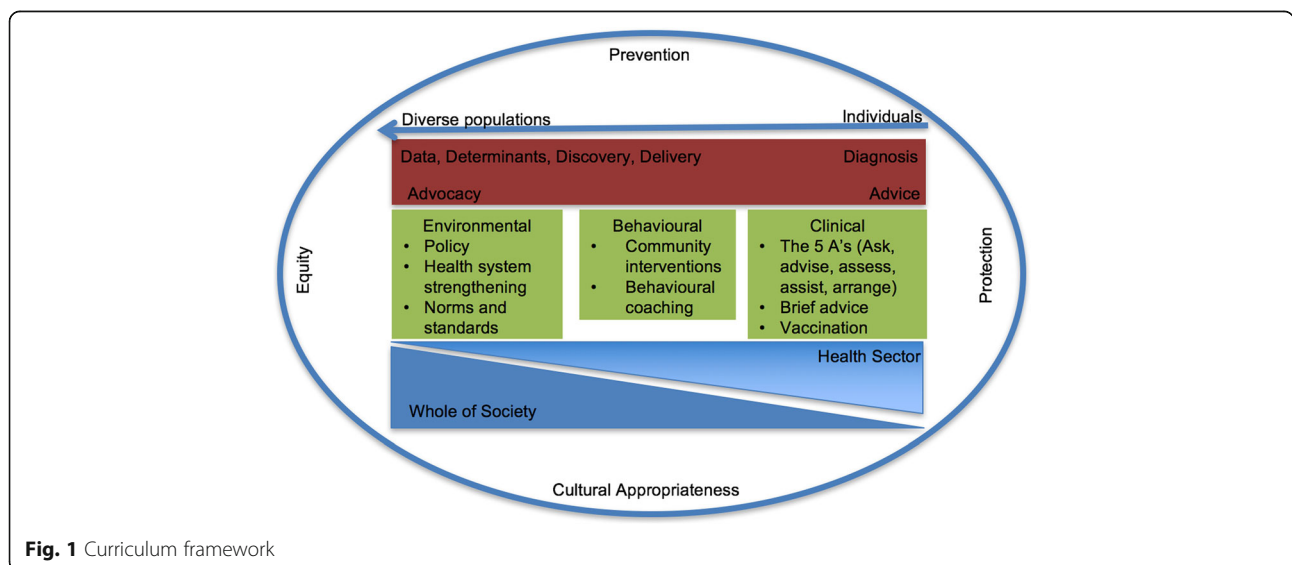 Prevention
Diverse populations Individuals
Data, Determinants, Discovery, Delivery Diagnosis
Advocacy Advice
Equity
Environmental
• Policy
• Health system
strengthening
• Norms and
standards
Behavioural
• Community
interventions
• Behavioural
coaching
Clinical
• The 5 A's (Ask,
advise, assess,
assist, arrange)
• Brief advice
• Vaccination
Protection
Health Sector
Whole of Society
Cultural Appropriateness
Fig. 1 Curriculum framework